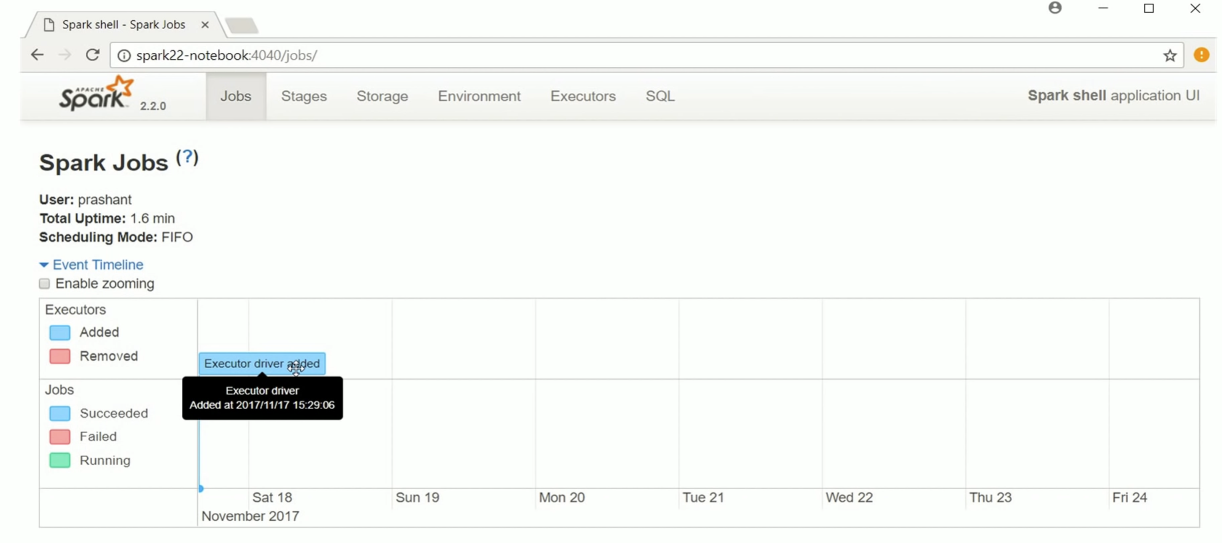 Spark shell - Spark Jobs
spark22-notebook:4040/jobs/
APACHE Spark 2.2.0 Jobs Stages Storage Environment Executors SQL Spark shell application UI
Spark Jobs (?)
User: prashant
Total Uptime: 1.6 min
Scheduling Mode: FIFO
Event Timeline
Enable zooming
Executors
Added
Removed
Executor driver added
Executor driver
Added at 2017/11/17 15:29:06
Jobs
Succeeded
Failed
Running
Sat 18 Sun 19 Mon 20 Tue 21 Wed 22 Thu 23 Fri 24
November 2017